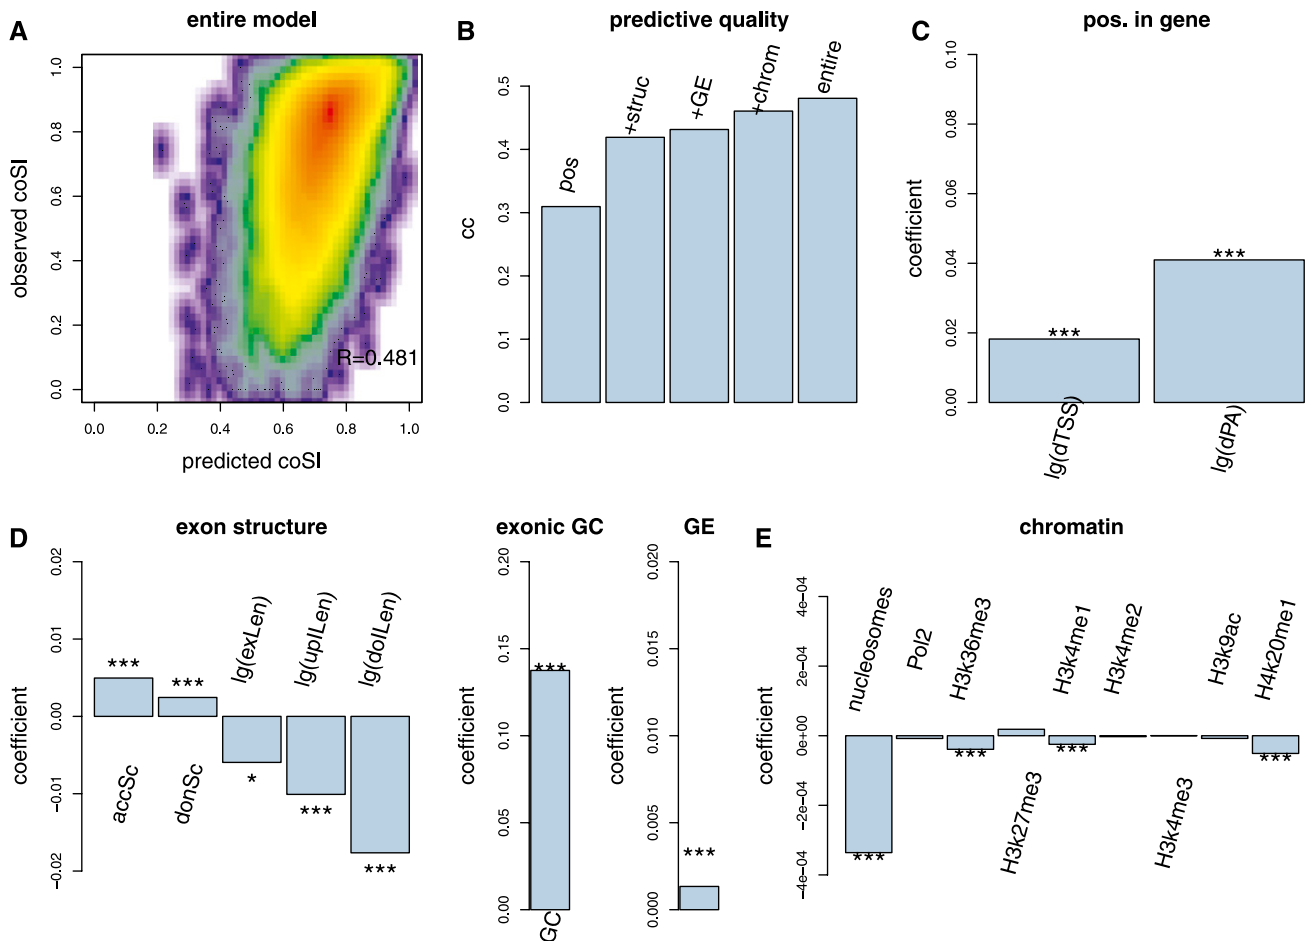 A
entire model
observed coSI
1.0
0.8
0.6
0.4
0.2
0.0
R=0.481
0.0
0.2
0.4
0.6
0.8
1.0
predicted coSI
B
predictive quality
cc
0.5
0.4
0.3
0.2
0.1
0.0
pos
+struc
+GE
+chrom
entire
C
pos. in gene
coefficient
0.10
0.08
0.06
0.04
0.02
0.00
***
***
lg(dTSS)
lg(dPA)
D
exon structure
coefficient
0.02
0.01
0.00
−0.01
−0.02
***
***
*
***
***
accSc
donSc
lg(exLen)
lg(upILen)
lg(doILen)
exonic GC
coefficient
0.20
0.15
0.10
0.05
0.00
***
GC
GE
coefficient
0.020
0.015
0.010
0.005
0.000
***
E
chromatin
coefficient
4e−04
2e−04
0e+00
−2e−04
−4e−04
nucleosomes
Pol2
H3k36me3
H3k27me3
H3k4me1
H3k4me2
H3k4me3
H3k9ac
H4k20me1
***
***
***
***